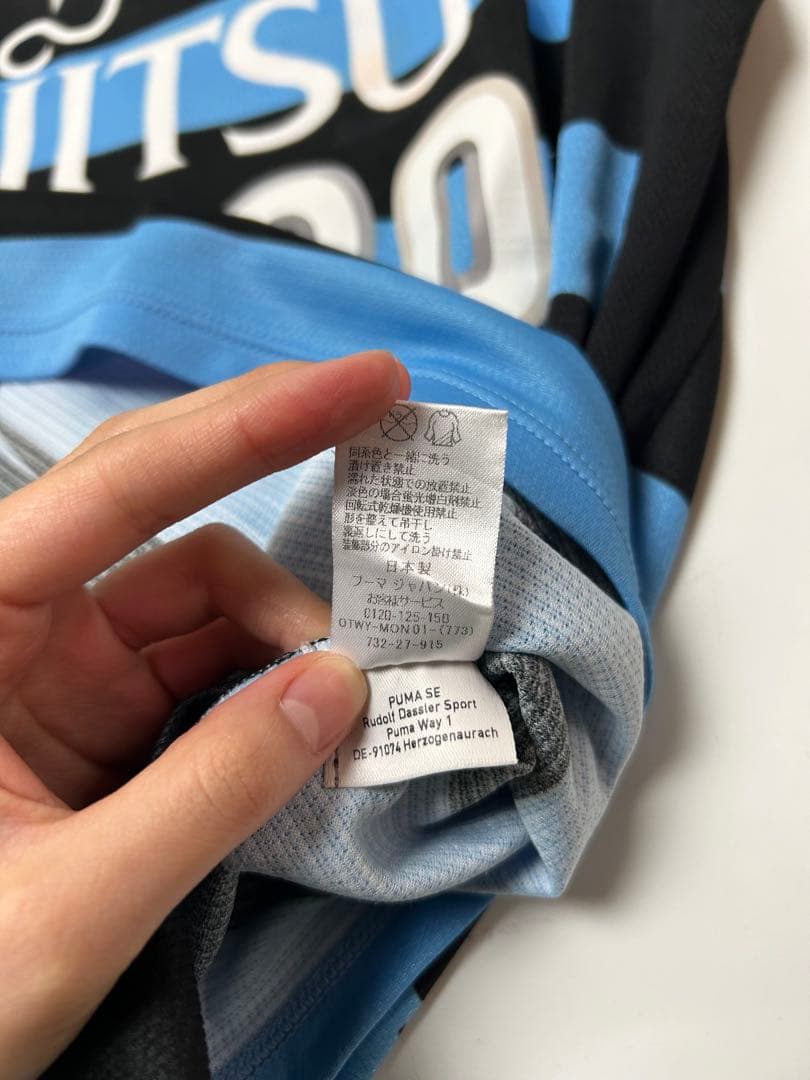 IITSU
20
同系色と一緒に洗う
漬け置き禁止
濡れた状態での放置禁止
淡色の場合蛍光増白剤禁止
回転式乾燥機使用禁止
形を整えて吊干し
裏返しにして洗う
装飾部分のアイロン掛け禁止
日本製
プーマ ジャパン(株)
お客様サービス
0120-125-150
OTWY-MON 01-(773)
732-27-915
PUMA SE
Rudolf Dassler Sport
Puma Way 1
DE-91074 Herzogenaurach